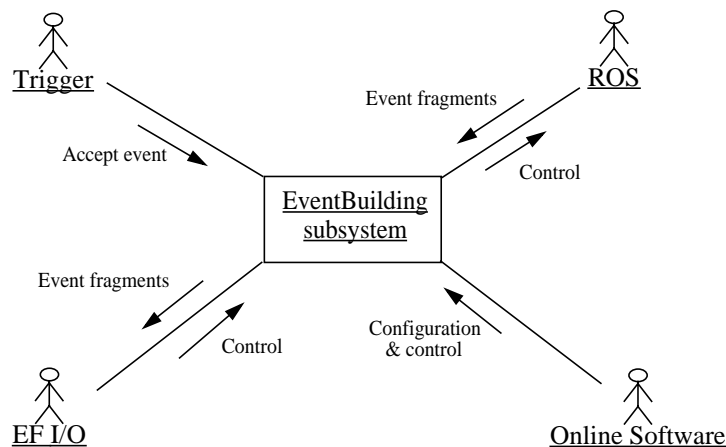 Trigger
ROS
Event fragments
Accept event
Control
EventBuilding
subsystem
Event fragments
Control
Configuration
& control
EF I/O
Online Software